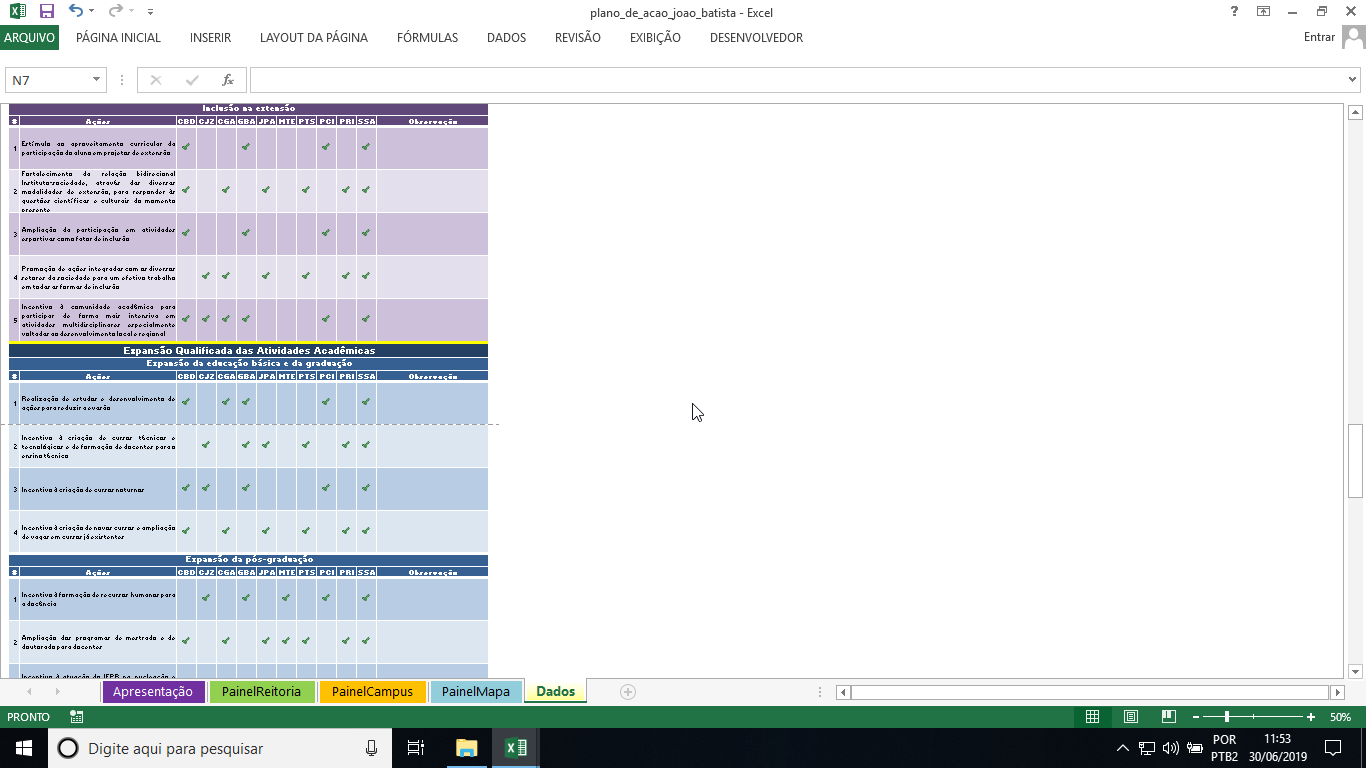 plano_de_acao_joao_batista - Excel
ARQUIVO PÁGINA INICIAL INSERIR LAYOUT DA PÁGINA FÓRMULAS DADOS REVISÃO EXIBIÇÃO DESENVOLVEDOR Entrar
N7
Inclusão na extensão
# Ações CBD CJZ CGA GBA JPA MTE PTS PCI PRI SSA Observação
1 Estímulo ao aproveitamento curricular da
participação do aluno em projetos de extensão
Fortalecimento da relação bidirecional
Instituto-sociedade, através das diversas
2 modalidades de extensão, para responder às
questões científicas e culturais do momento
presente
3 Ampliação da participação em atividades
esportivas como fator de inclusão
Promoção de ações integradas com os diversos
4 setores da sociedade para um efetivo trabalho
em todas as formas de inclusão
Incentivo à comunidade acadêmica para
5 participar de forma mais intensiva em
atividades multidisciplinares especialmente
voltadas ao desenvolvimento local e regional
Expansão Qualificada das Atividades Acadêmicas
Expansão da educação básica e da graduação
# Ações CBD CJZ CGA GBA JPA MTE PTS PCI PRI SSA Observação
1 Realização de estudos e desenvolvimento de
ações para reduzir a evasão
Incentivo à criação de cursos técnicos e
2 tecnológicos e de formação de docentes para o
ensino técnico
3 Incentivo à criação de cursos noturnos
4 Incentivo à criação de novos cursos e ampliação
de vagas em cursos já existentes
Expansão da pós-graduação
# Ações CBD CJZ CGA GBA JPA MTE PTS PCI PRI SSA Observação
1 Incentivo à formação de recursos humanos para
a docência
2 Ampliação dos programas de mestrado e de
doutorado para docentes
Incentivo à atuação do IFPB na nucleação e
Apresentação PainelReitoria PainelCampus PainelMapa Dados
PRONTO 50%
Digite aqui para pesquisar
POR 11:53
PTB2 30/06/2019